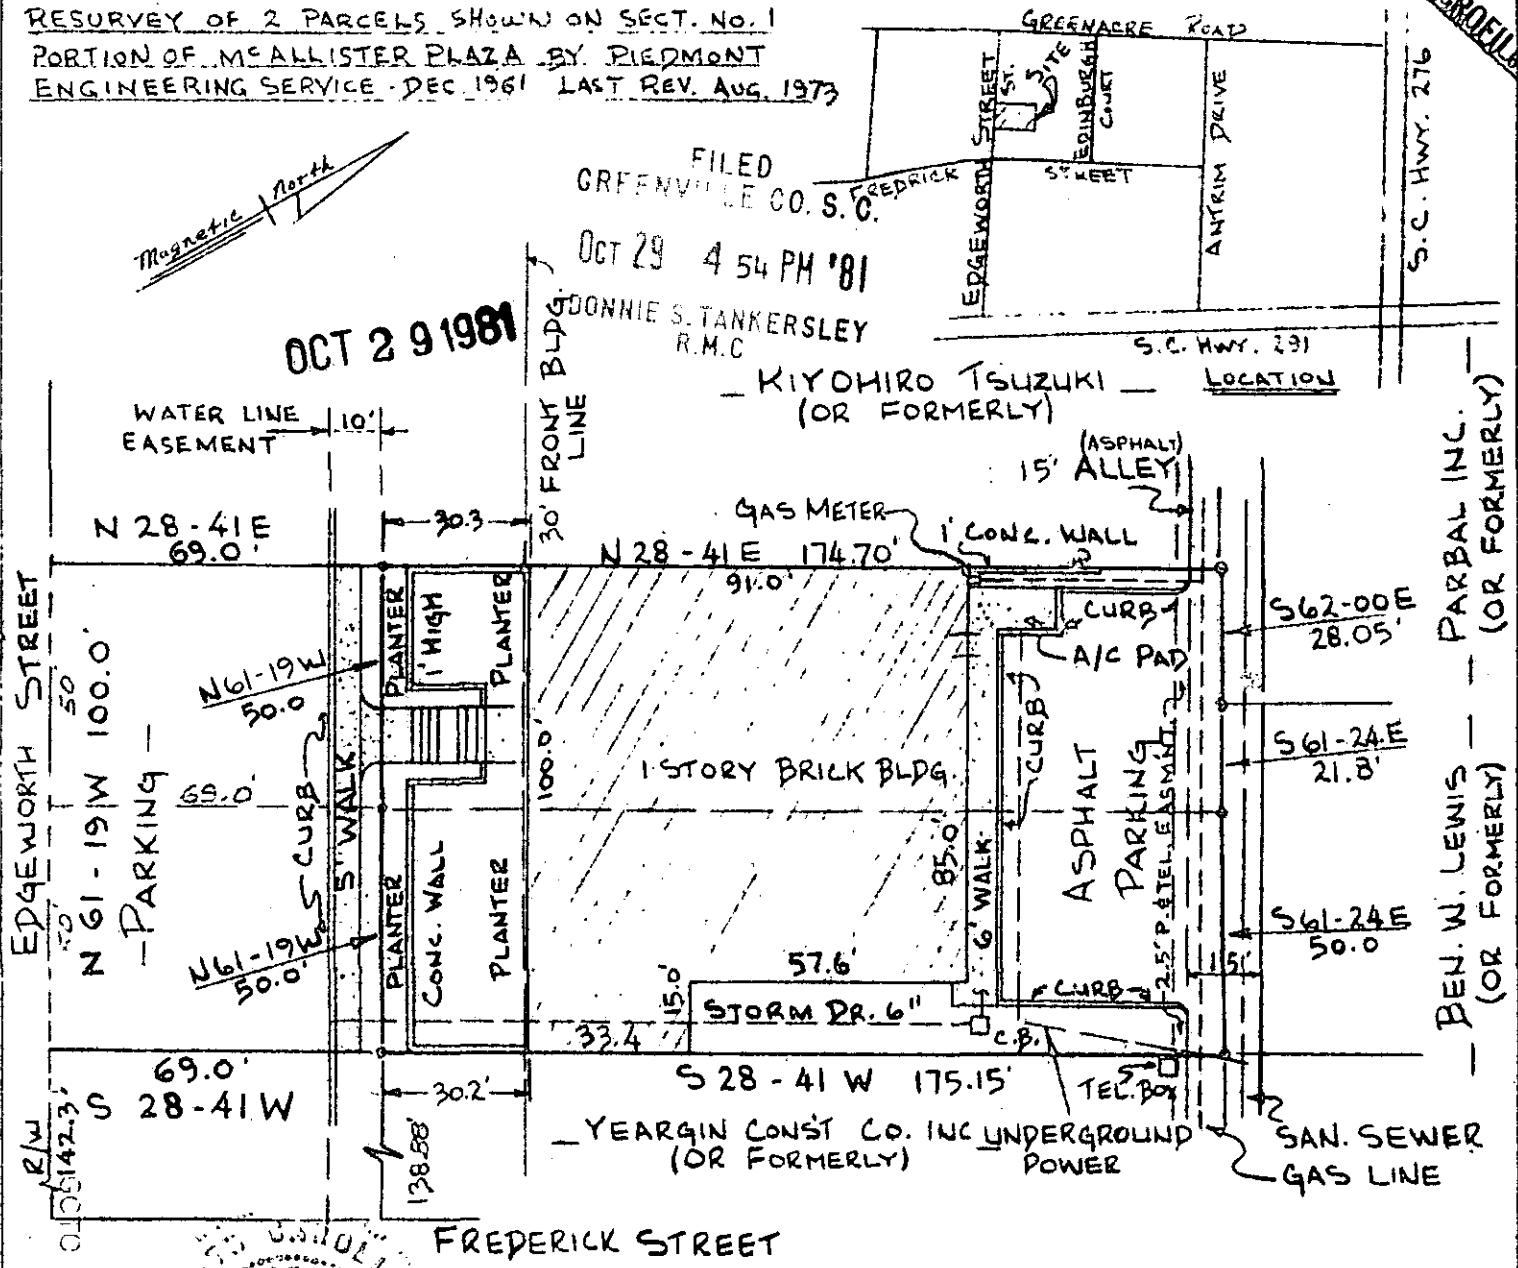 RESURVEY OF 2 PARCELS SHOWN ON SECT. NO. 1
PORTION OF McALLISTER PLAZA BY PIEDMONT
ENGINEERING SERVICE - DEC. 1961 LAST REV. AUG. 1973
Magnetic North
FILED
GREENVILLE CO. S.C.
OCT 29 4 54 PM '81
DONNIE S. TANKERSLEY
R.M.C
OCT 29 1981
GREENACRE ROAD
EDGEWORTH STREET
ST.
SITE
EDINBURGH
COURT
FREDRICK
STREET
ANTRIM DRIVE
S.C. HWY. 276
S.C. HWY. 291
LOCATION
KIYOHIRO TSUZUKI
(OR FORMERLY)
WATER LINE
EASEMENT
10'
30' FRONT BLDG.
LINE
(ASPHALT)
15' ALLEY
GAS METER
1' CONC. WALL
N 28-41 E
69.0'
30.3
N 28-41 E 174.70'
91.0'
EDGEWORTH STREET
50'
50'
N 61-19 W 100.0'
-PARKING-
69.0'
N61-19W
50.0
N61-19W
50.0'
CURB
5' WALK
PLANTER
1' HIGH
PLANTER
PLANTER
CONC. WALL
PLANTER
100.0'
1-STORY BRICK BLDG.
85.0'
6' WALK
CURB
CURB
A/C PAD
ASPHALT
PARKING
2.5' P. & TEL. EASM'NT
S62-00E
28.05'
S61-24E
21.8'
S61-24E
50.0
15'
PARBAL INC.
(OR FORMERLY)
BEN. W. LEWIS
(OR FORMERLY)
57.6'
15.0'
STORM DR. 6"
33.4
C.B.
CURB
69.0'
S 28-41 W
30.2'
S 28-41 W 175.15'
TEL. BOX
YEARGIN CONST CO. INC
(OR FORMERLY)
UNDERGROUND
POWER
SAN. SEWER
GAS LINE
R/W
142.3'
138.88'
FREDERICK STREET